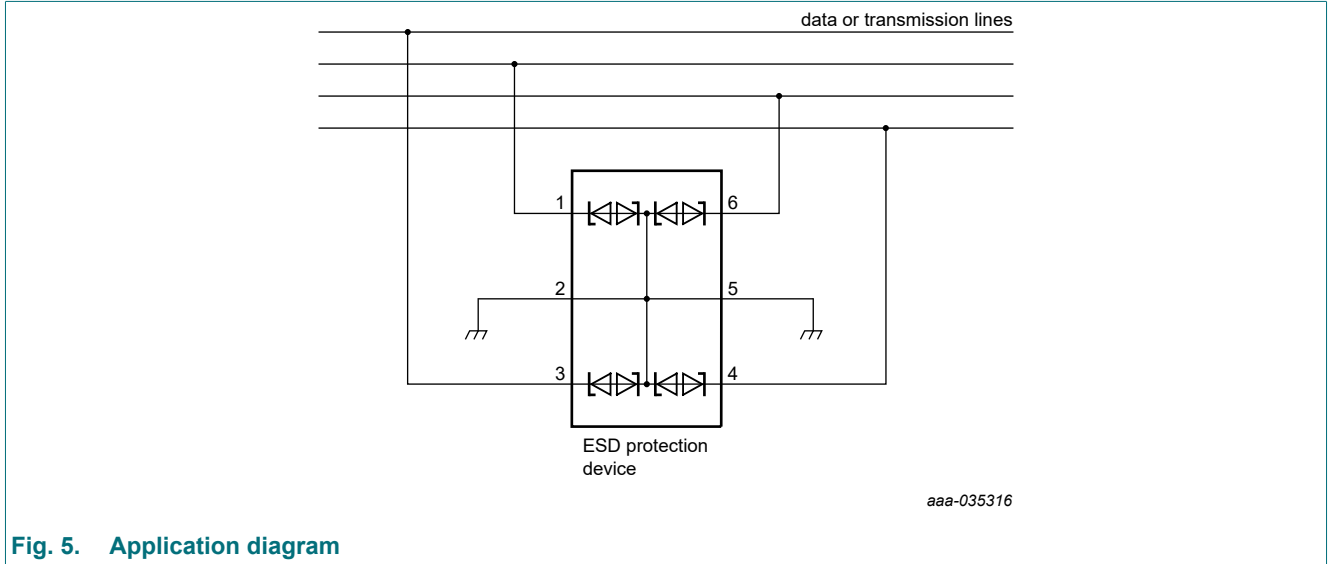 data or transmission lines
1
6
2
5
3
4
ESD protection
device
aaa-035316
Fig. 5. Application diagram